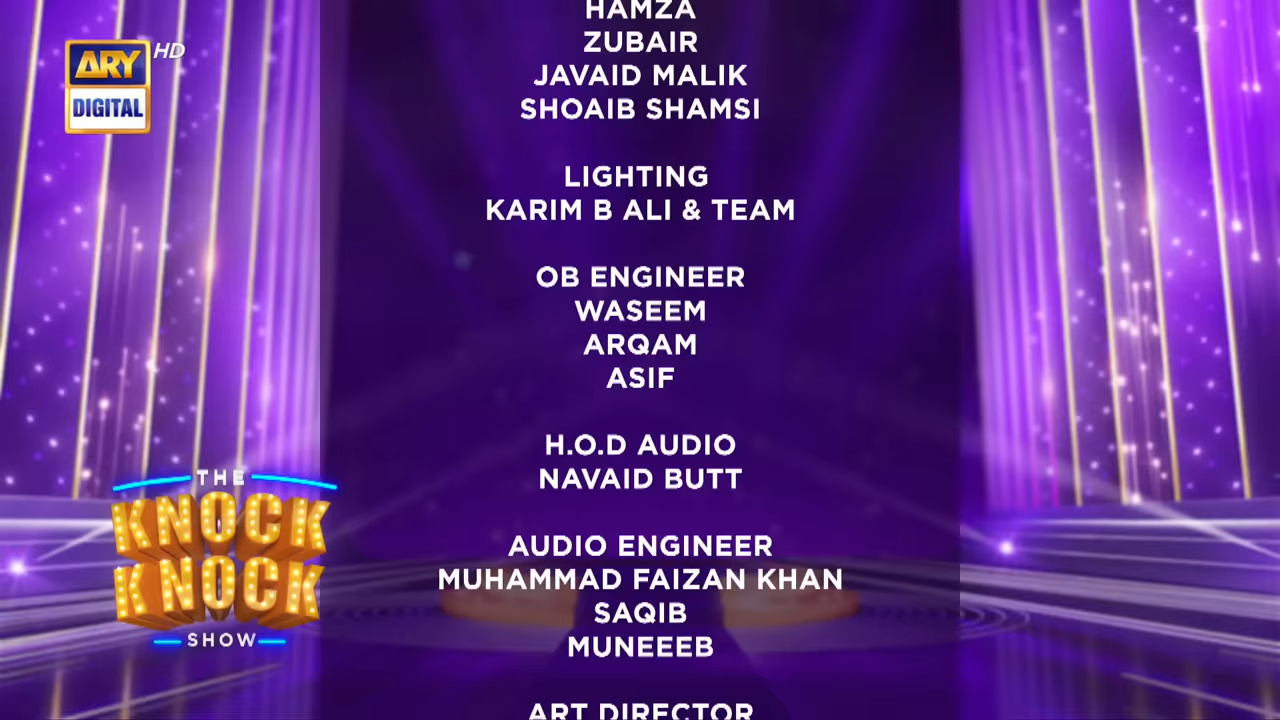 HAMZA
ZUBAIR
JAVAID MALIK
SHOAIB SHAMSI
ARY HD
DIGITAL
LIGHTING
KARIM B ALI & TEAM
OB ENGINEER
WASEEM
ARQAM
ASIF
H.O.D AUDIO
NAVAID BUTT
THE
KNOCK
KNOCK
SHOW
AUDIO ENGINEER
MUHAMMAD FAIZAN KHAN
SAQIB
MUNEEEB
ART DIRECTOR